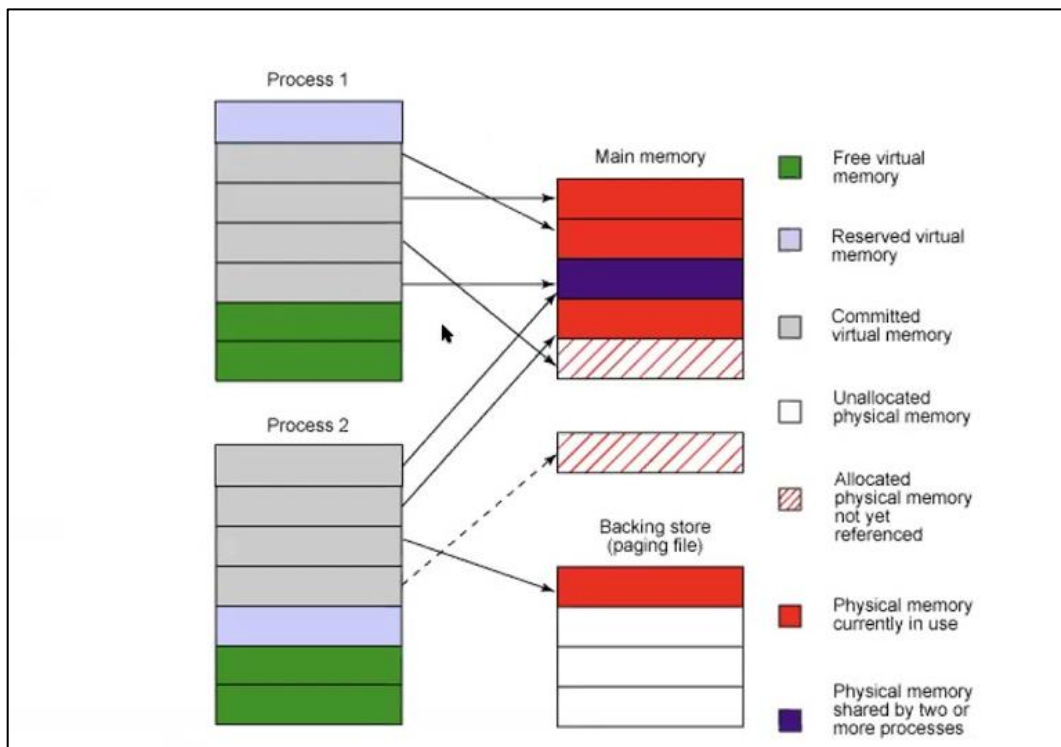 Process 1
Process 2
Main memory
Backing store
(paging file)
Free virtual
memory
Reserved virtual
memory
Committed
virtual memory
Unallocated
physical memory
Allocated
physical memory
not yet
referenced
Physical memory
currently in use
Physical memory
shared by two or
more processes